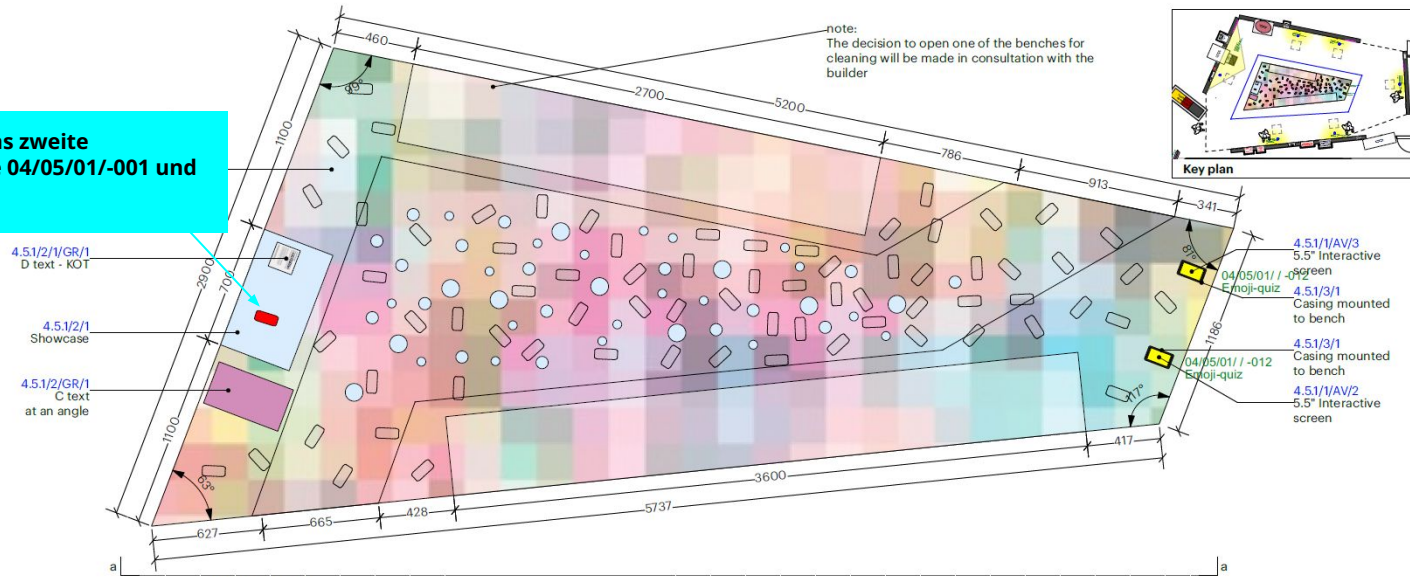 note:
The decision to open one of the benches for
cleaning will be made in consultation with the
builder
Key plan
zweite
04/05/01/-001 und
460
2700
5200
786
913
341
99°
1100
2900
700
1100
63°
87°
1186
117°
417
3600
5737
428
665
627
4.5.1/2/1/GR/1
D text - KOT
4.5.1/2/1
Showcase
4.5.1/2/GR/1
C text
at an angle
4.5.1/1/AV/3
5.5" Interactive
screen
04/05/01/ / -012
Emoji-quiz
4.5.1/3/1
Casing mounted
to bench
4.5.1/3/1
Casing mounted
to bench
04/05/01/ / -012
Emoji-quiz
4.5.1/1/AV/2
5.5" Interactive
screen
a
a